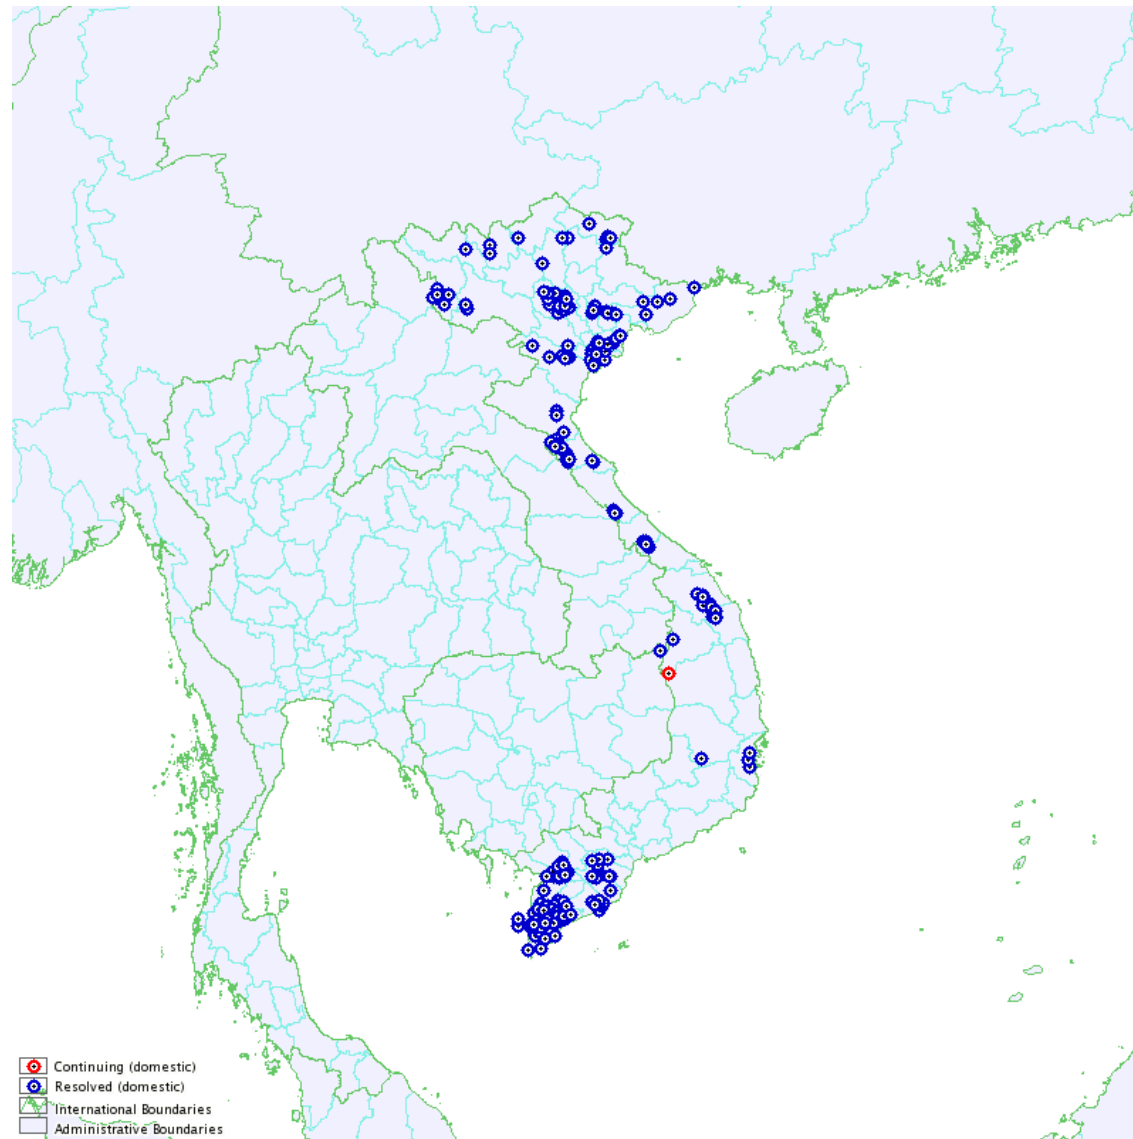 Continuing (domestic)
Resolved (domestic)
International Boundaries
Administrative Boundaries